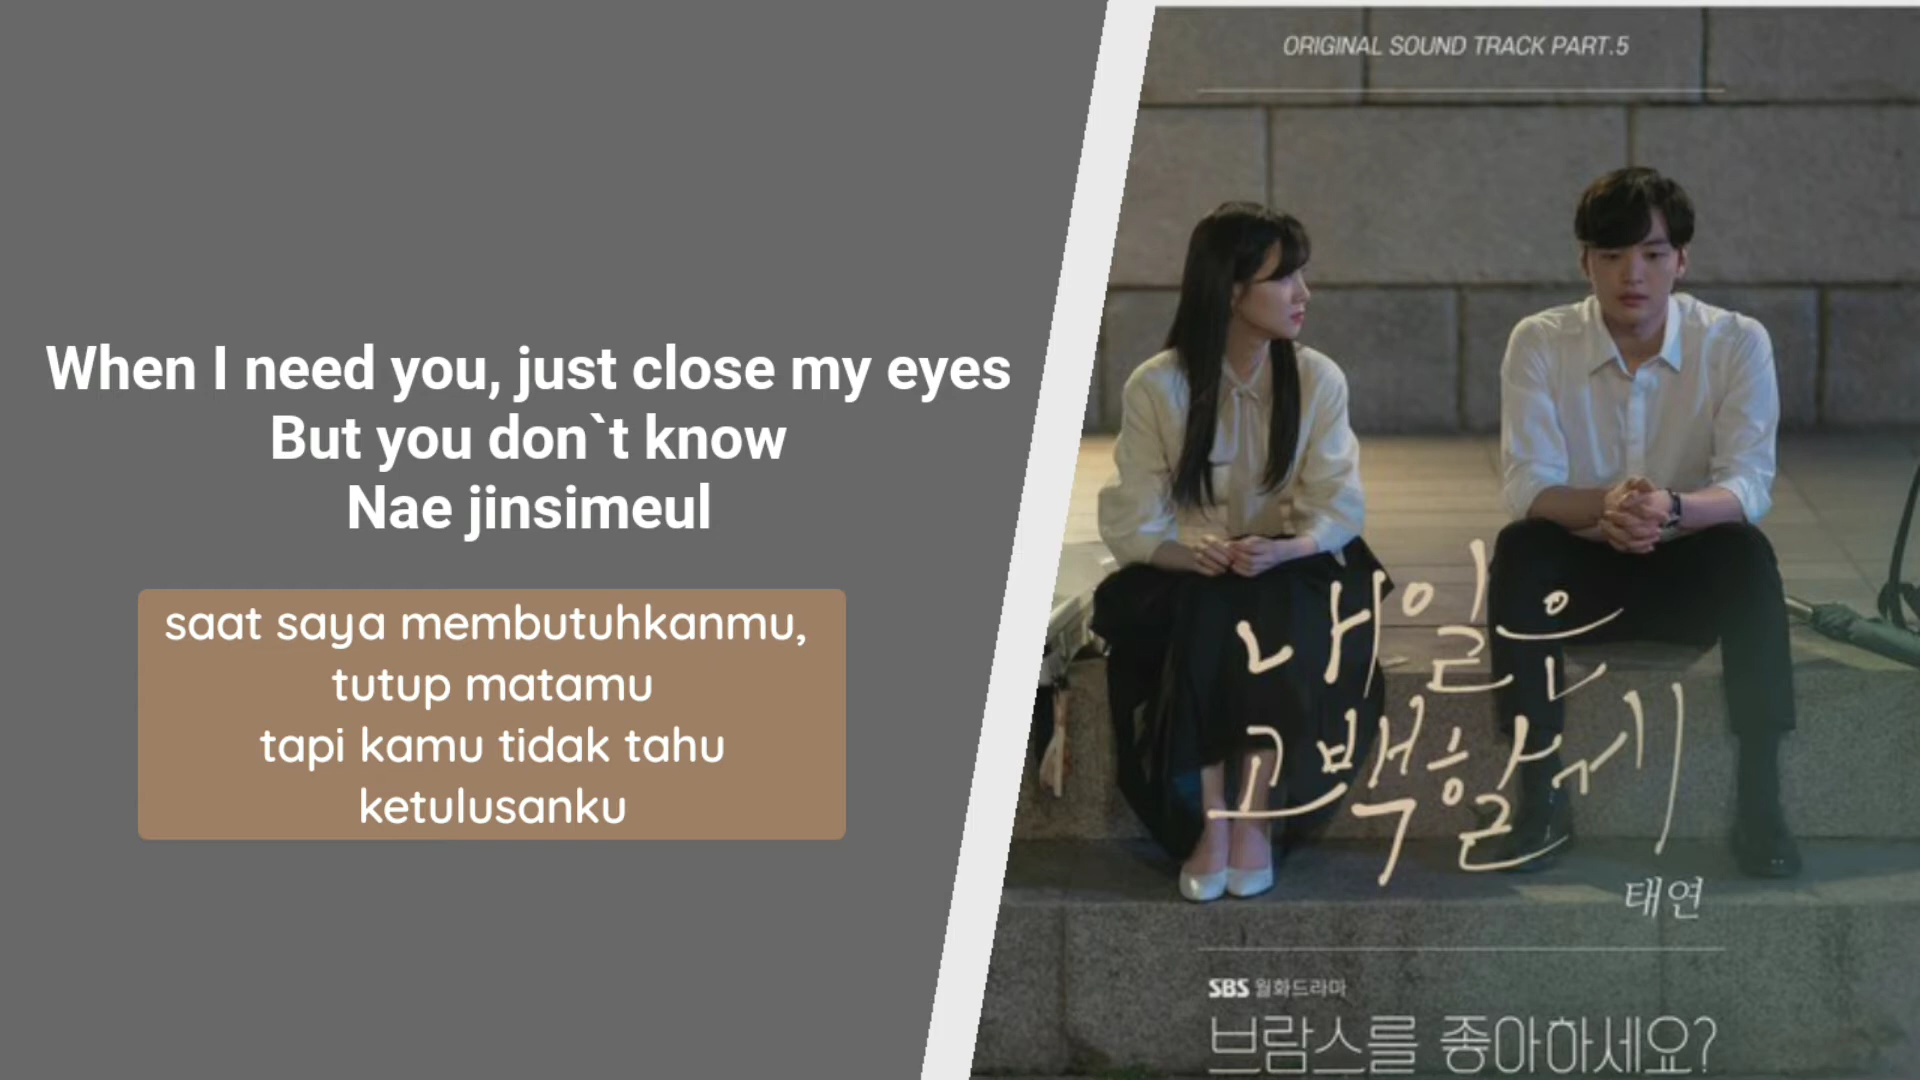 When I need you, just close my eyes
But you don`t know
Nae jinsimeul
saat saya membutuhkanmu,
tutup matamu
tapi kamu tidak tahu
ketulusanku
ORIGINAL SOUND TRACK PART.5
내일은
고백할게
태연
SBS 월화드라마
브람스를 좋아하세요?